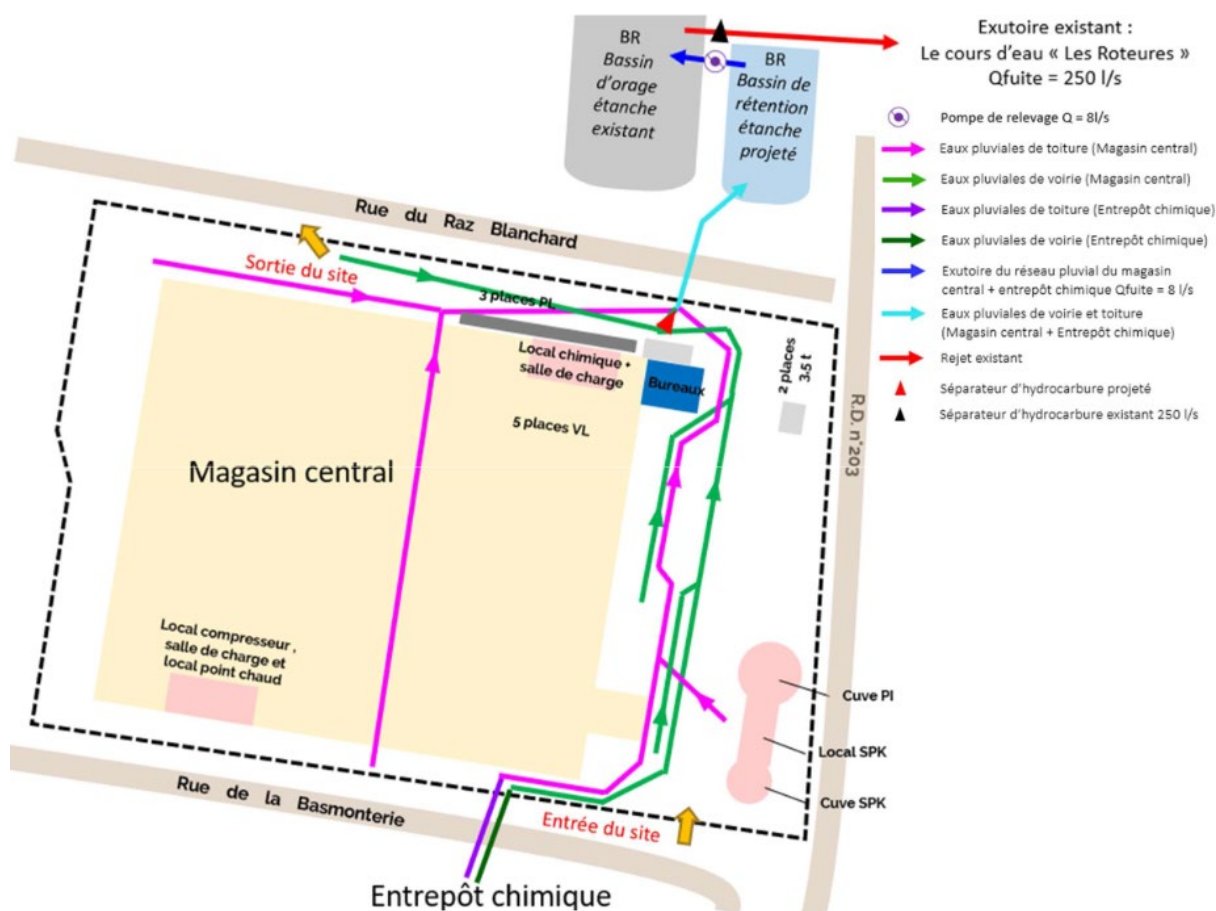 BR
Bassin
d'orage
étanche
existant
BR
Bassin de
rétention
étanche
projeté
Exutoire existant :
Le cours d'eau « Les Roteures »
Qfuite = 250 l/s
Pompe de relevage Q = 8l/s
Eaux pluviales de toiture (Magasin central)
Eaux pluviales de voirie (Magasin central)
Eaux pluviales de toiture (Entrepôt chimique)
Eaux pluviales de voirie (Entrepôt chimique)
Exutoire du réseau pluvial du magasin
central + entrepôt chimique Qfuite = 8 l/s
Eaux pluviales de voirie et toiture
(Magasin central + Entrepôt chimique)
Rejet existant
Séparateur d'hydrocarbure projeté
Séparateur d'hydrocarbure existant 250 l/s
Rue du Raz Blanchard
Sortie du site
3 places PL
Local chimique +
salle de charge
Bureaux
2 places
3.5 t
R.D. n°203
5 places VL
Magasin central
Local compresseur ,
salle de charge et
local point chaud
Cuve PI
Local SPK
Cuve SPK
Rue de la Basmonterie
Entrée du site
Entrepôt chimique